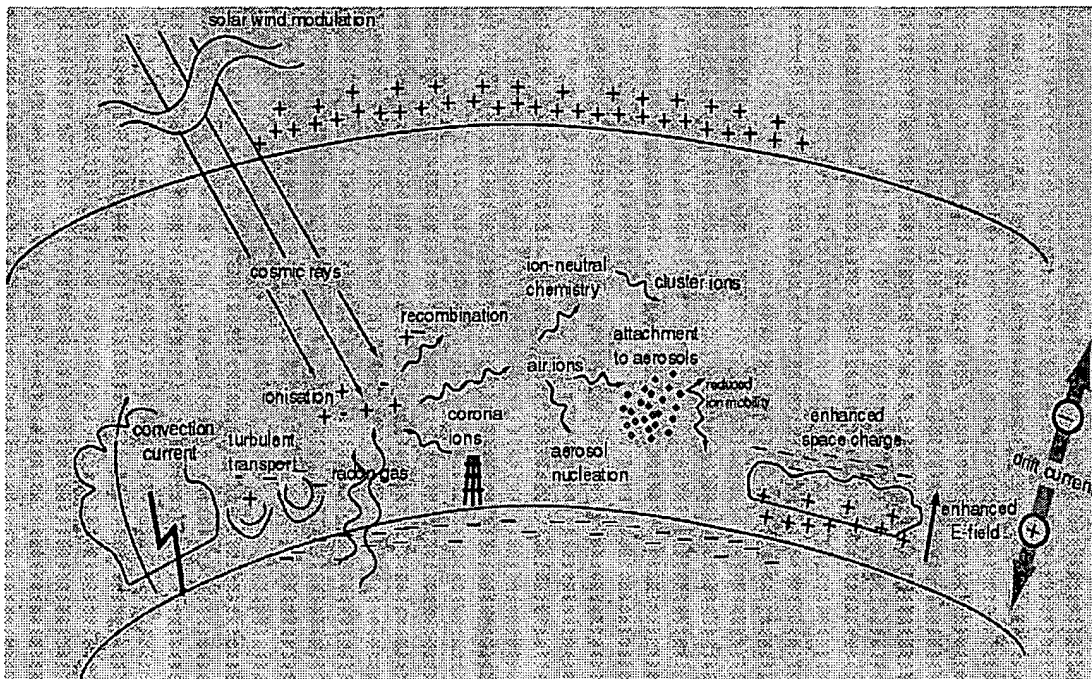 solar wind modulation
cosmic rays
ion-neutral
chemistry
cluster ions
recombination
attachment
to aerosols
air ions
reduced
ion mobility
ionisation
corona
ions
enhanced
space charge
convection
current
turbulent
transport
radon gas
aerosol
nucleation
enhanced
E-field
drift current